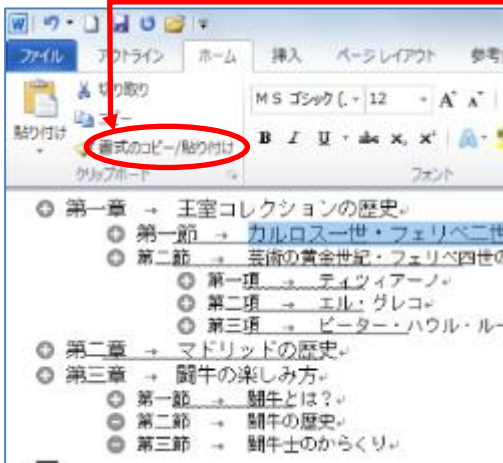 ファイル アウトライン ホーム 挿入 ページ レイアウト 参考
切り取り
コピー
貼り付け 書式のコピー/貼り付け
MS ゴシック (. 12 A A
B I U abc x, x² A
クリップボード フォント
第一章 → 王室コレクションの歴史
第一節 → カルロス一世・フェリペ二世
第二節 → 芸術の黄金世紀・フェリペ四世の
第一項 → ティツィアーノ
第二項 → エル・グレコ
第三項 → ピーター・パウル・ル
第二章 → マドリッドの歴史
第三章 → 闘牛の楽しみ方
第一節 → 闘牛とは?
第二節 → 闘牛の歴史
第三節 → 闘牛士のからくり